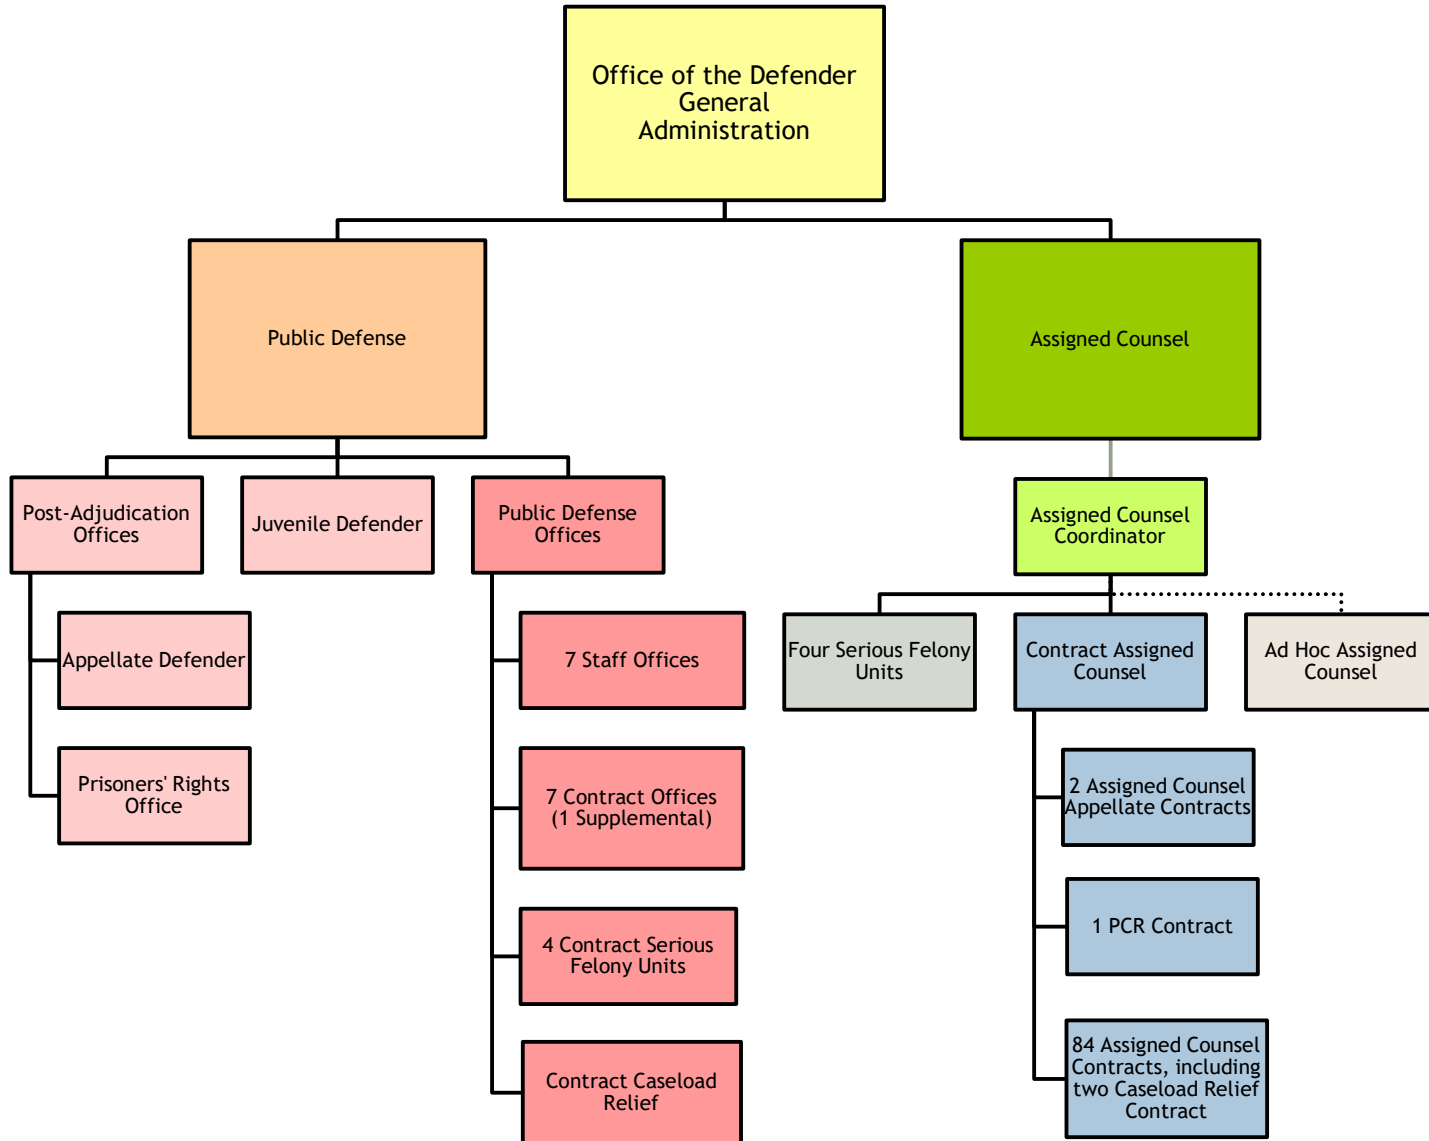 Office of the Defender
General
Administration
Public Defense
Assigned Counsel
Post-Adjudication
Offices
Juvenile Defender
Public Defense
Offices
Assigned Counsel
Coordinator
Appellate Defender
7 Staff Offices
Four Serious Felony
Units
Contract Assigned
Counsel
Ad Hoc Assigned
Counsel
Prisoners' Rights
Office
7 Contract Offices
(1 Supplemental)
2 Assigned Counsel
Appellate Contracts
4 Contract Serious
Felony Units
1 PCR Contract
Contract Caseload
Relief
84 Assigned Counsel
Contracts, including
two Caseload Relief
Contract